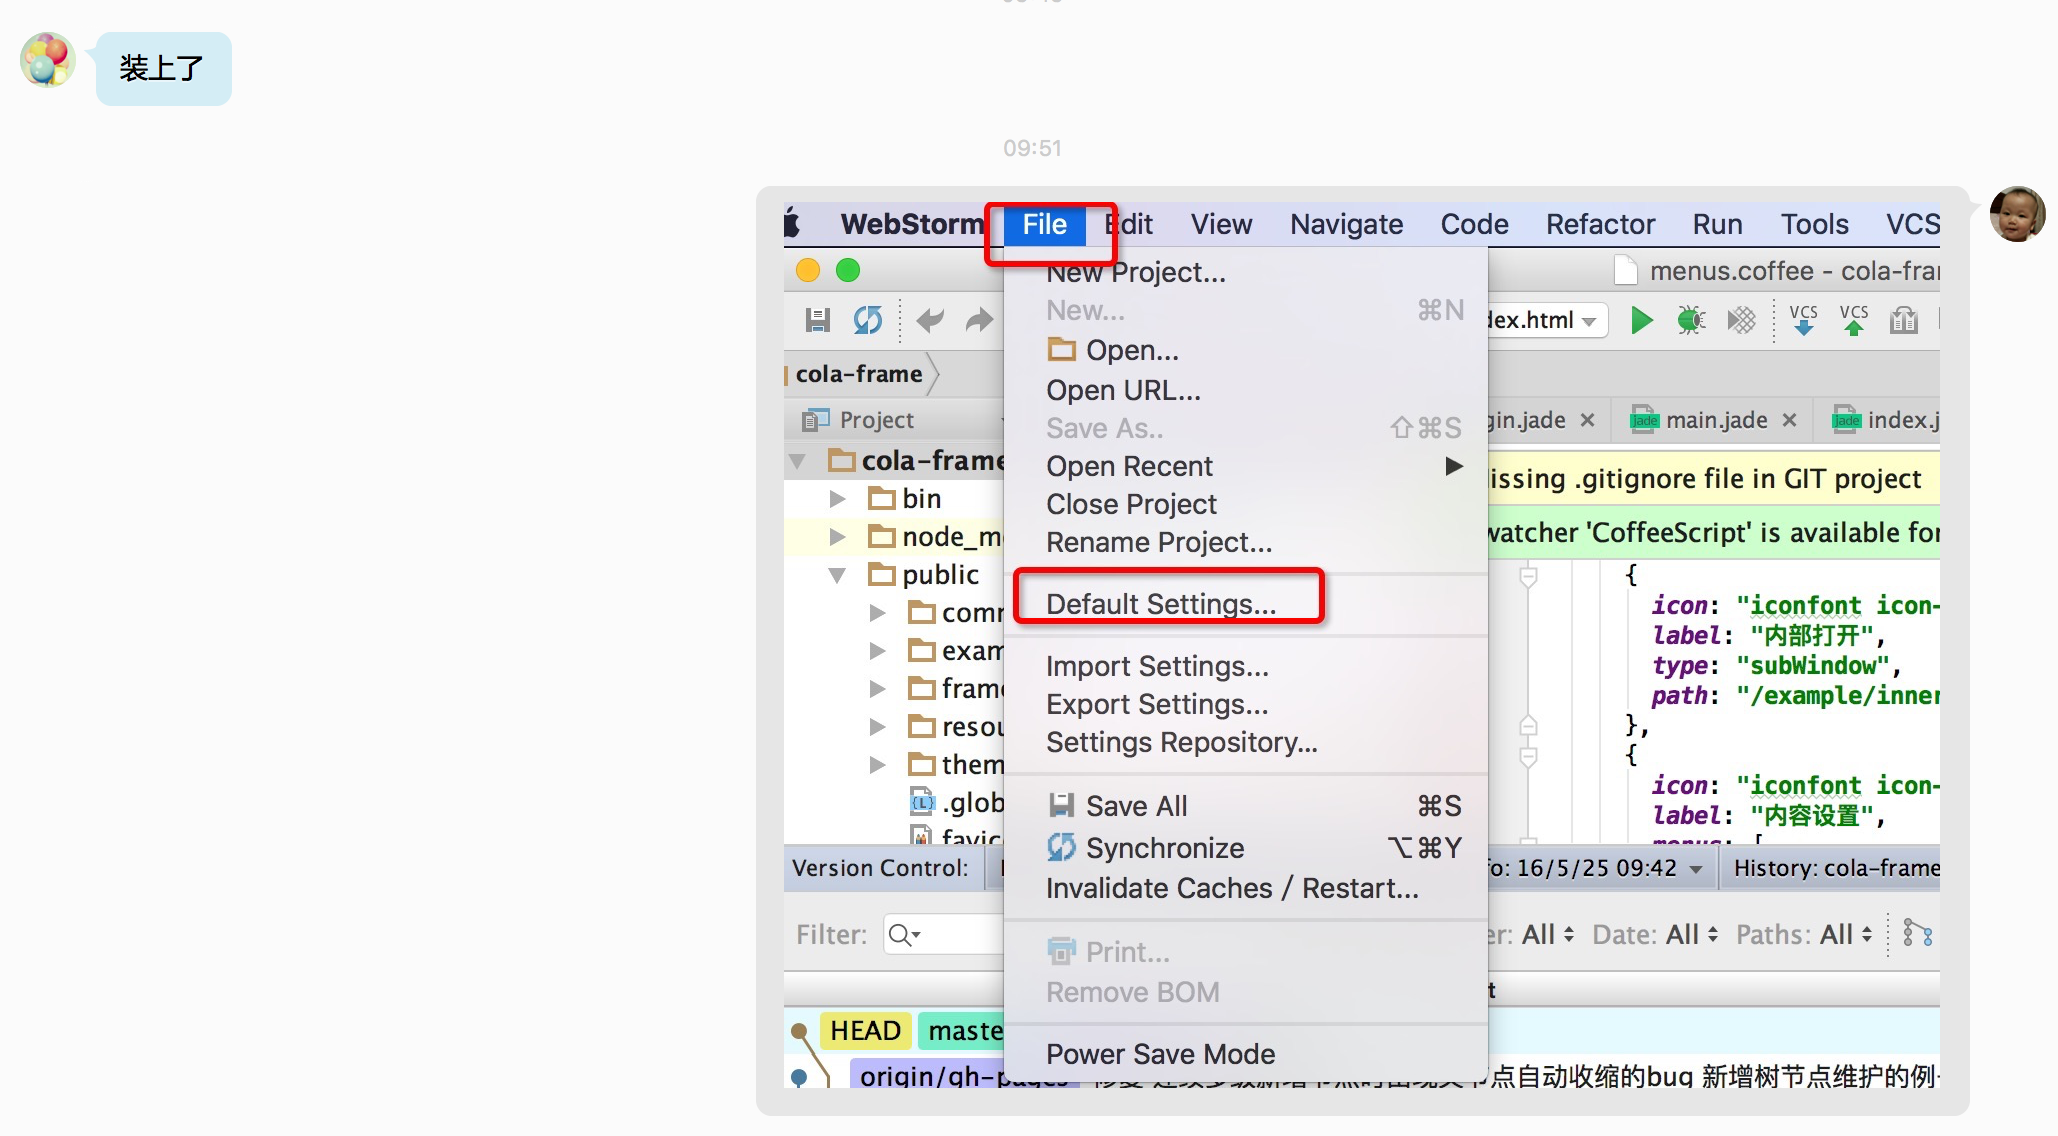 装上了
09:51
WebStorm File Edit View Navigate Code Refactor Run Tools VCS
menus.coffee - cola-fra
New Project...
New... ⌘N
dex.html
VCS VCS
Open...
cola-frame
Open URL...
Project
Save As.. ⇧⌘S
gin.jade main.jade index.j
cola-frame
Open Recent
issing .gitignore file in GIT project
bin
Close Project
node_m
Rename Project...
watcher 'CoffeeScript' is available for
public
{
Default Settings...
icon: "iconfont icon-
com
label: "内部打开",
exam
Import Settings...
type: "subWindow",
fram
Export Settings...
path: "/example/inner
resou
},
Settings Repository...
{
them
icon: "iconfont icon-
.glob
Save All ⌘S
label: "内容设置",
favic
menus: [
Synchronize ⌥⌘Y
Version Control:
fo: 16/5/25 09:42
History: cola-frame
Invalidate Caches / Restart...
Filter:
er: All Date: All Paths: All
Print...
Remove BOM
t
HEAD maste
Power Save Mode
origin/gh-pages
点自动收缩的bug 新增树节点维护的例